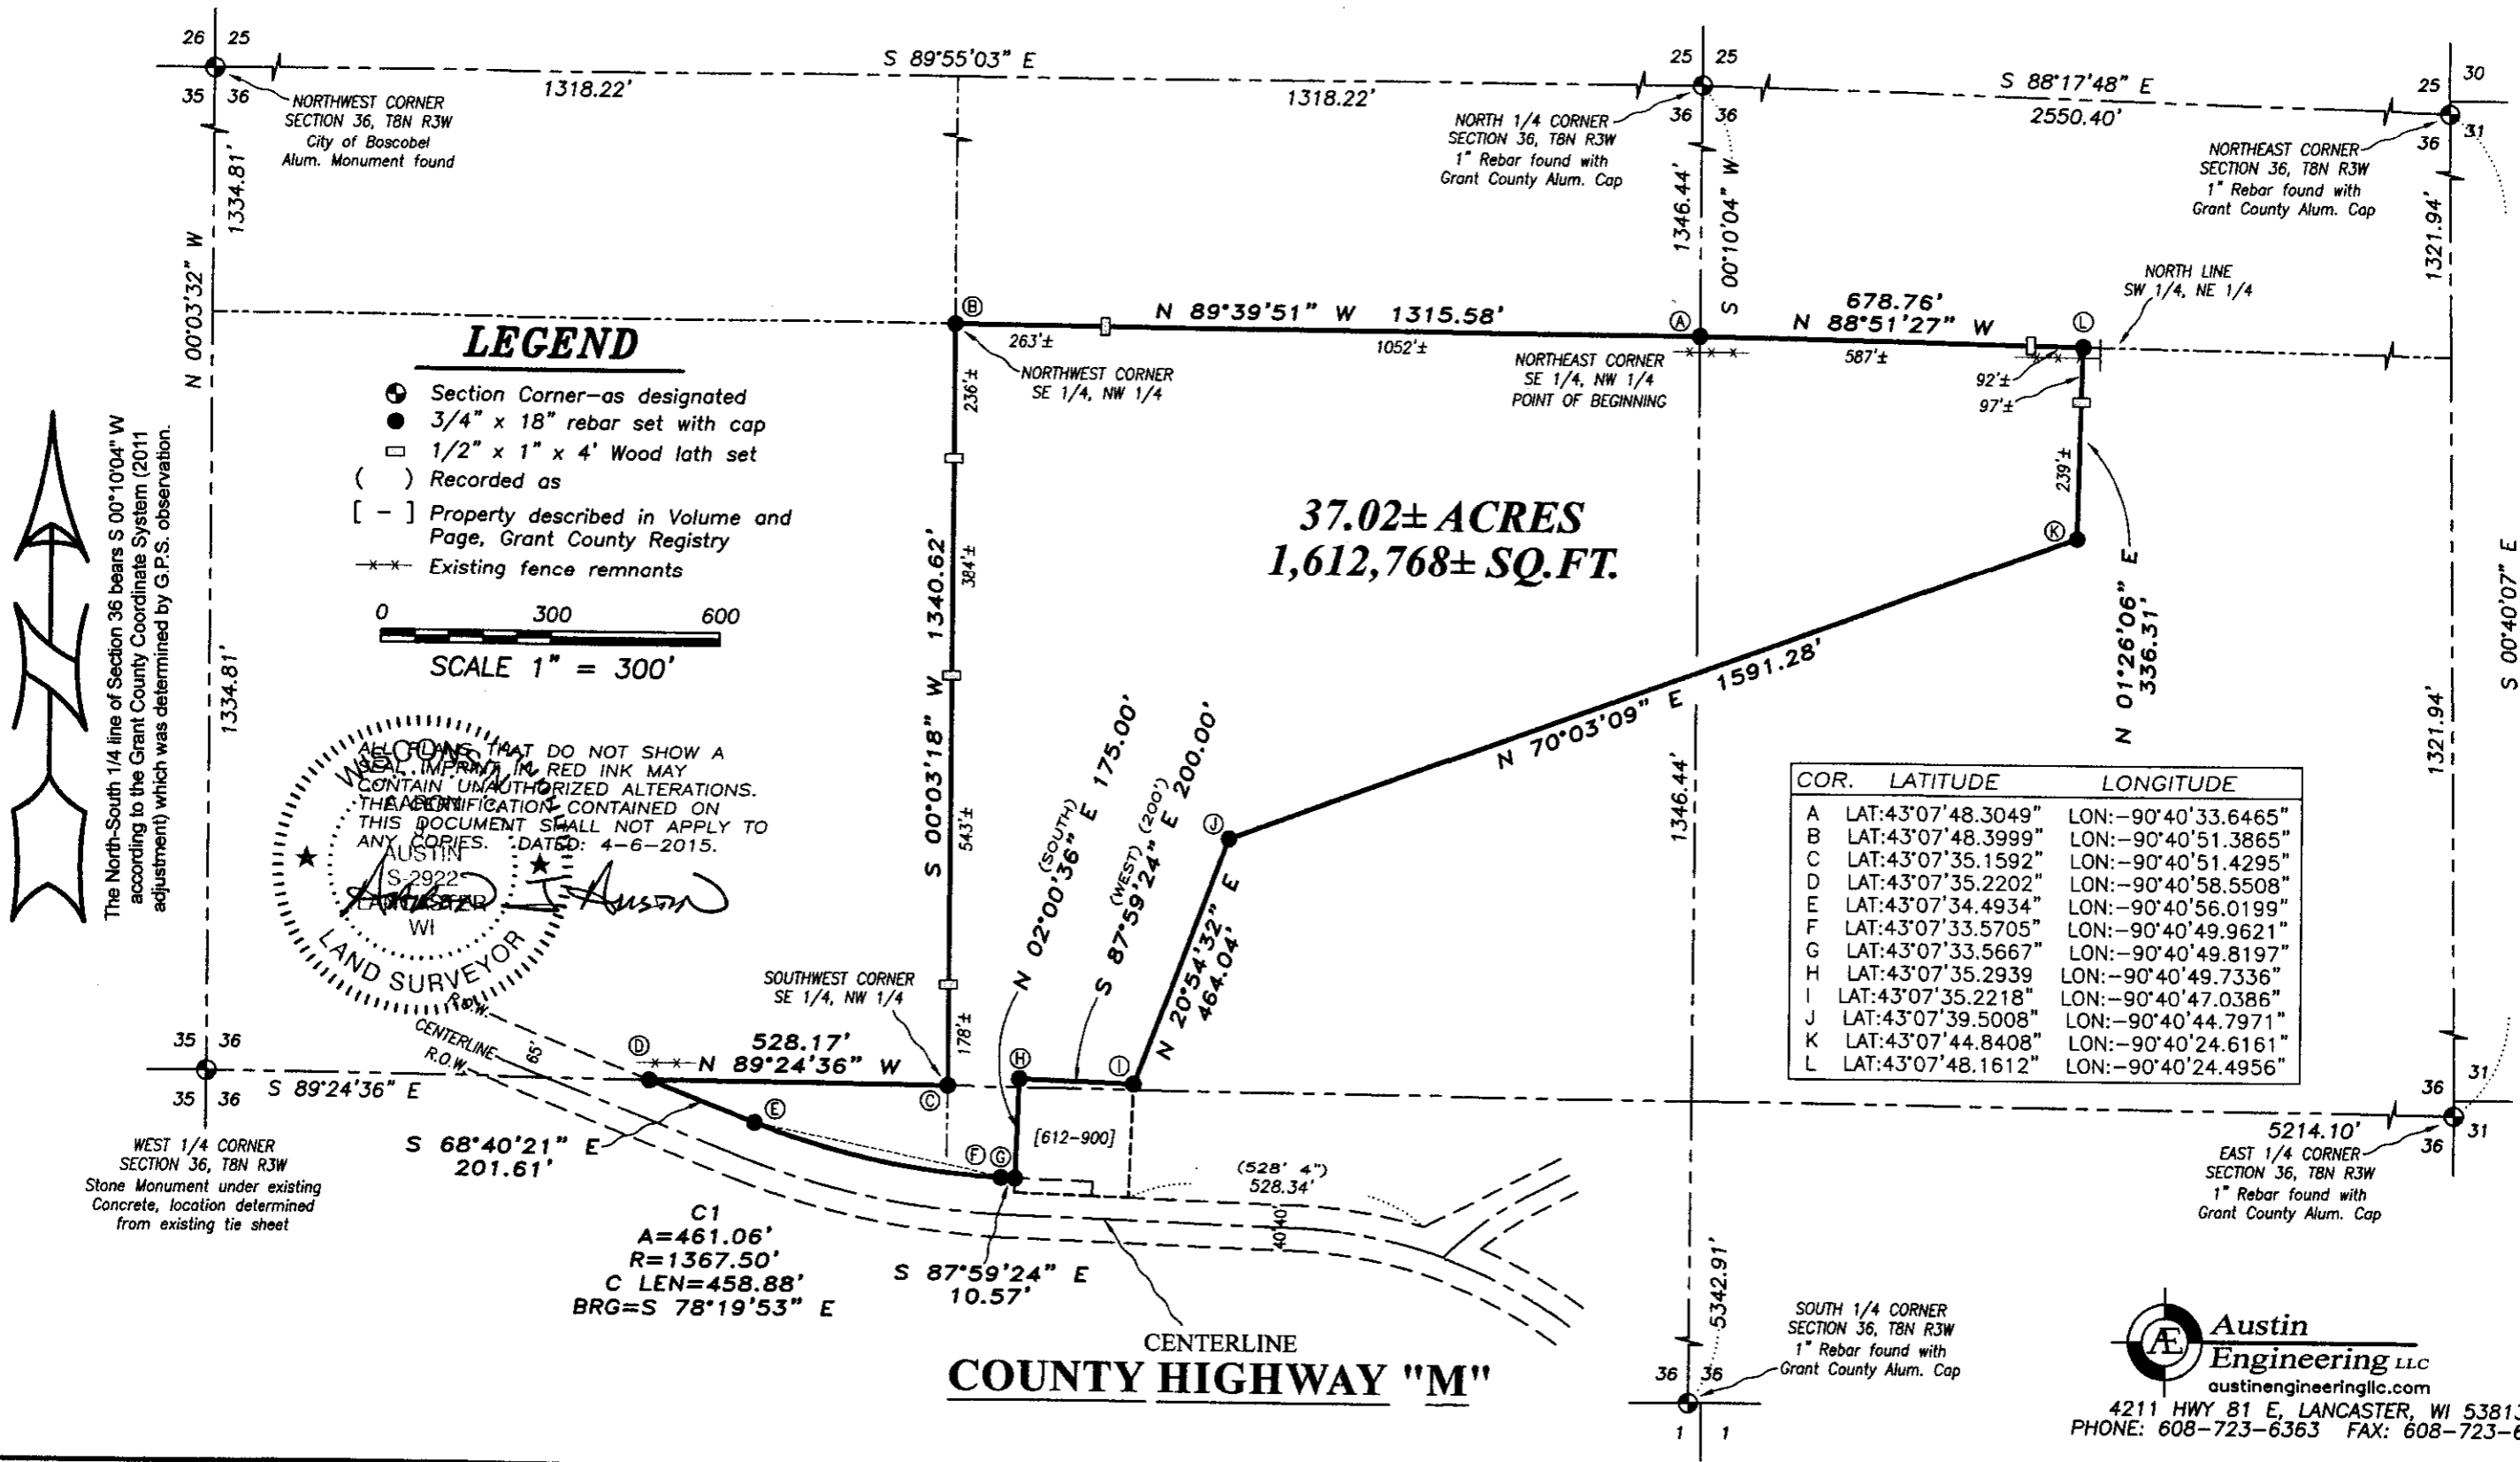 26 25
35 36
NORTHWEST CORNER
SECTION 36, T8N R3W
City of Boscobel
Alum. Monument found
S 89°55'03" E
1318.22'
1318.22'
25 25
36 36
NORTH 1/4 CORNER
SECTION 36, T8N R3W
1" Rebar found with
Grant County Alum. Cap
S 88°17'48" E
2550.40'
25 30
36 31
NORTHEAST CORNER
SECTION 36, T8N R3W
1" Rebar found with
Grant County Alum. Cap
1334.81'
N 00°03'32" W
1334.81'
1346.44'
S 00°10'04" W
1321.94'
NORTH LINE
SW 1/4, NE 1/4
B
N 89°39'51" W 1315.58'
263'±
1052'±
A
678.76'
N 88°51'27" W
587'±
L
92'±
97'±
NORTHWEST CORNER
SE 1/4, NW 1/4
NORTHEAST CORNER
SE 1/4, NW 1/4
POINT OF BEGINNING
LEGEND
Section Corner-as designated
3/4" x 18" rebar set with cap
1/2" x 1" x 4' Wood lath set
( ) Recorded as
[ - ] Property described in Volume and
Page, Grant County Registry
-x-x- Existing fence remnants
0 300 600
SCALE 1" = 300'
The North-South 1/4 line of Section 36 bears S 00°10'04" W
according to the Grant County Coordinate System (2011
adjustment) which was determined by G.P.S. observation.
236'±
384'±
S 00°03'18" W 1340.62'
543'±
178'±
37.02± ACRES
1,612,768± SQ.FT.
239'±
K
N 01°26'06" E
336.31'
S 00°40'07" E
1321.94'
N 70°03'09" E 1591.28'
1346.44'
ALL PLANS THAT DO NOT SHOW A
SEAL IMPRINT IN RED INK MAY
CONTAIN UNAUTHORIZED ALTERATIONS.
THE CERTIFICATION CONTAINED ON
THIS DOCUMENT SHALL NOT APPLY TO
ANY COPIES. DATED: 4-6-2015.
WISCONSIN
AARON
AUSTIN
S-2922
LANCASTER
WI
LAND SURVEYOR
(SOUTH)
N 02°00'36" E 175.00'
(WEST) (200')
S 87°59'24" E 200.00'
J
N 20°54'32" E
464.04'
COR. LATITUDE LONGITUDE
A LAT:43°07'48.3049" LON:-90°40'33.6465"
B LAT:43°07'48.3999" LON:-90°40'51.3865"
C LAT:43°07'35.1592" LON:-90°40'51.4295"
D LAT:43°07'35.2202" LON:-90°40'58.5508"
E LAT:43°07'34.4934" LON:-90°40'56.0199"
F LAT:43°07'33.5705" LON:-90°40'49.9621"
G LAT:43°07'33.5667" LON:-90°40'49.8197"
H LAT:43°07'35.2939 LON:-90°40'49.7336"
I LAT:43°07'35.2218" LON:-90°40'47.0386"
J LAT:43°07'39.5008" LON:-90°40'44.7971"
K LAT:43°07'44.8408" LON:-90°40'24.6161"
L LAT:43°07'48.1612" LON:-90°40'24.4956"
SOUTHWEST CORNER
SE 1/4, NW 1/4
R.O.W.
CENTERLINE
R.O.W.
65'
D
528.17'
N 89°24'36" W
C
H
I
35 36
35 36
S 89°24'36" E
WEST 1/4 CORNER
SECTION 36, T8N R3W
Stone Monument under existing
Concrete, location determined
from existing tie sheet
E
S 68°40'21" E
201.61'
F G
[612-900]
(528' 4")
528.34'
40' 40'
C1
A=461.06'
R=1367.50'
C LEN=458.88'
BRG=S 78°19'53" E
S 87°59'24" E
10.57'
CENTERLINE
COUNTY HIGHWAY "M"
5214.10'
36 31
36 31
EAST 1/4 CORNER
SECTION 36, T8N R3W
1" Rebar found with
Grant County Alum. Cap
5342.91'
SOUTH 1/4 CORNER
SECTION 36, T8N R3W
1" Rebar found with
Grant County Alum. Cap
36 36
1 1
AE
Austin
Engineering LLC
austinengineeringllc.com
4211 HWY 81 E, LANCASTER, WI 53813
PHONE: 608-723-6363 FAX: 608-723-6